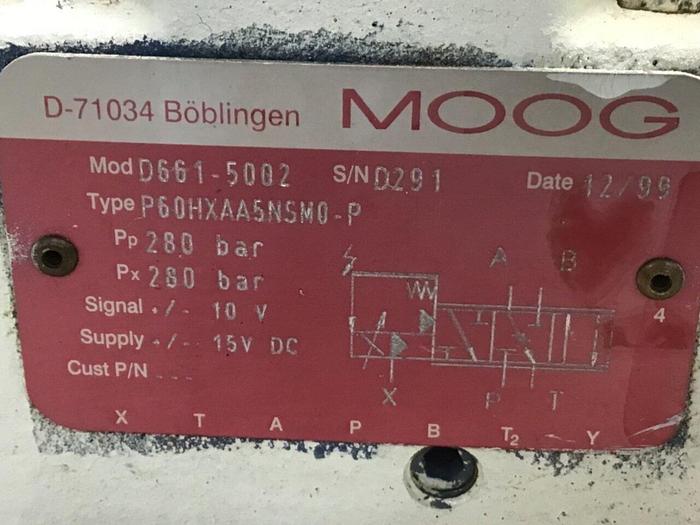 D-71034 Böblingen MOOG
Mod D661-5002 S/N D291 Date 12/99
Type P60HXAA5NSM0-P
Pp 280 bar
Px 280 bar
Signal +/- 10 V
Supply +/- 15V DC
Cust P/N ---
A B
4
X P T
X T A P B T2 Y